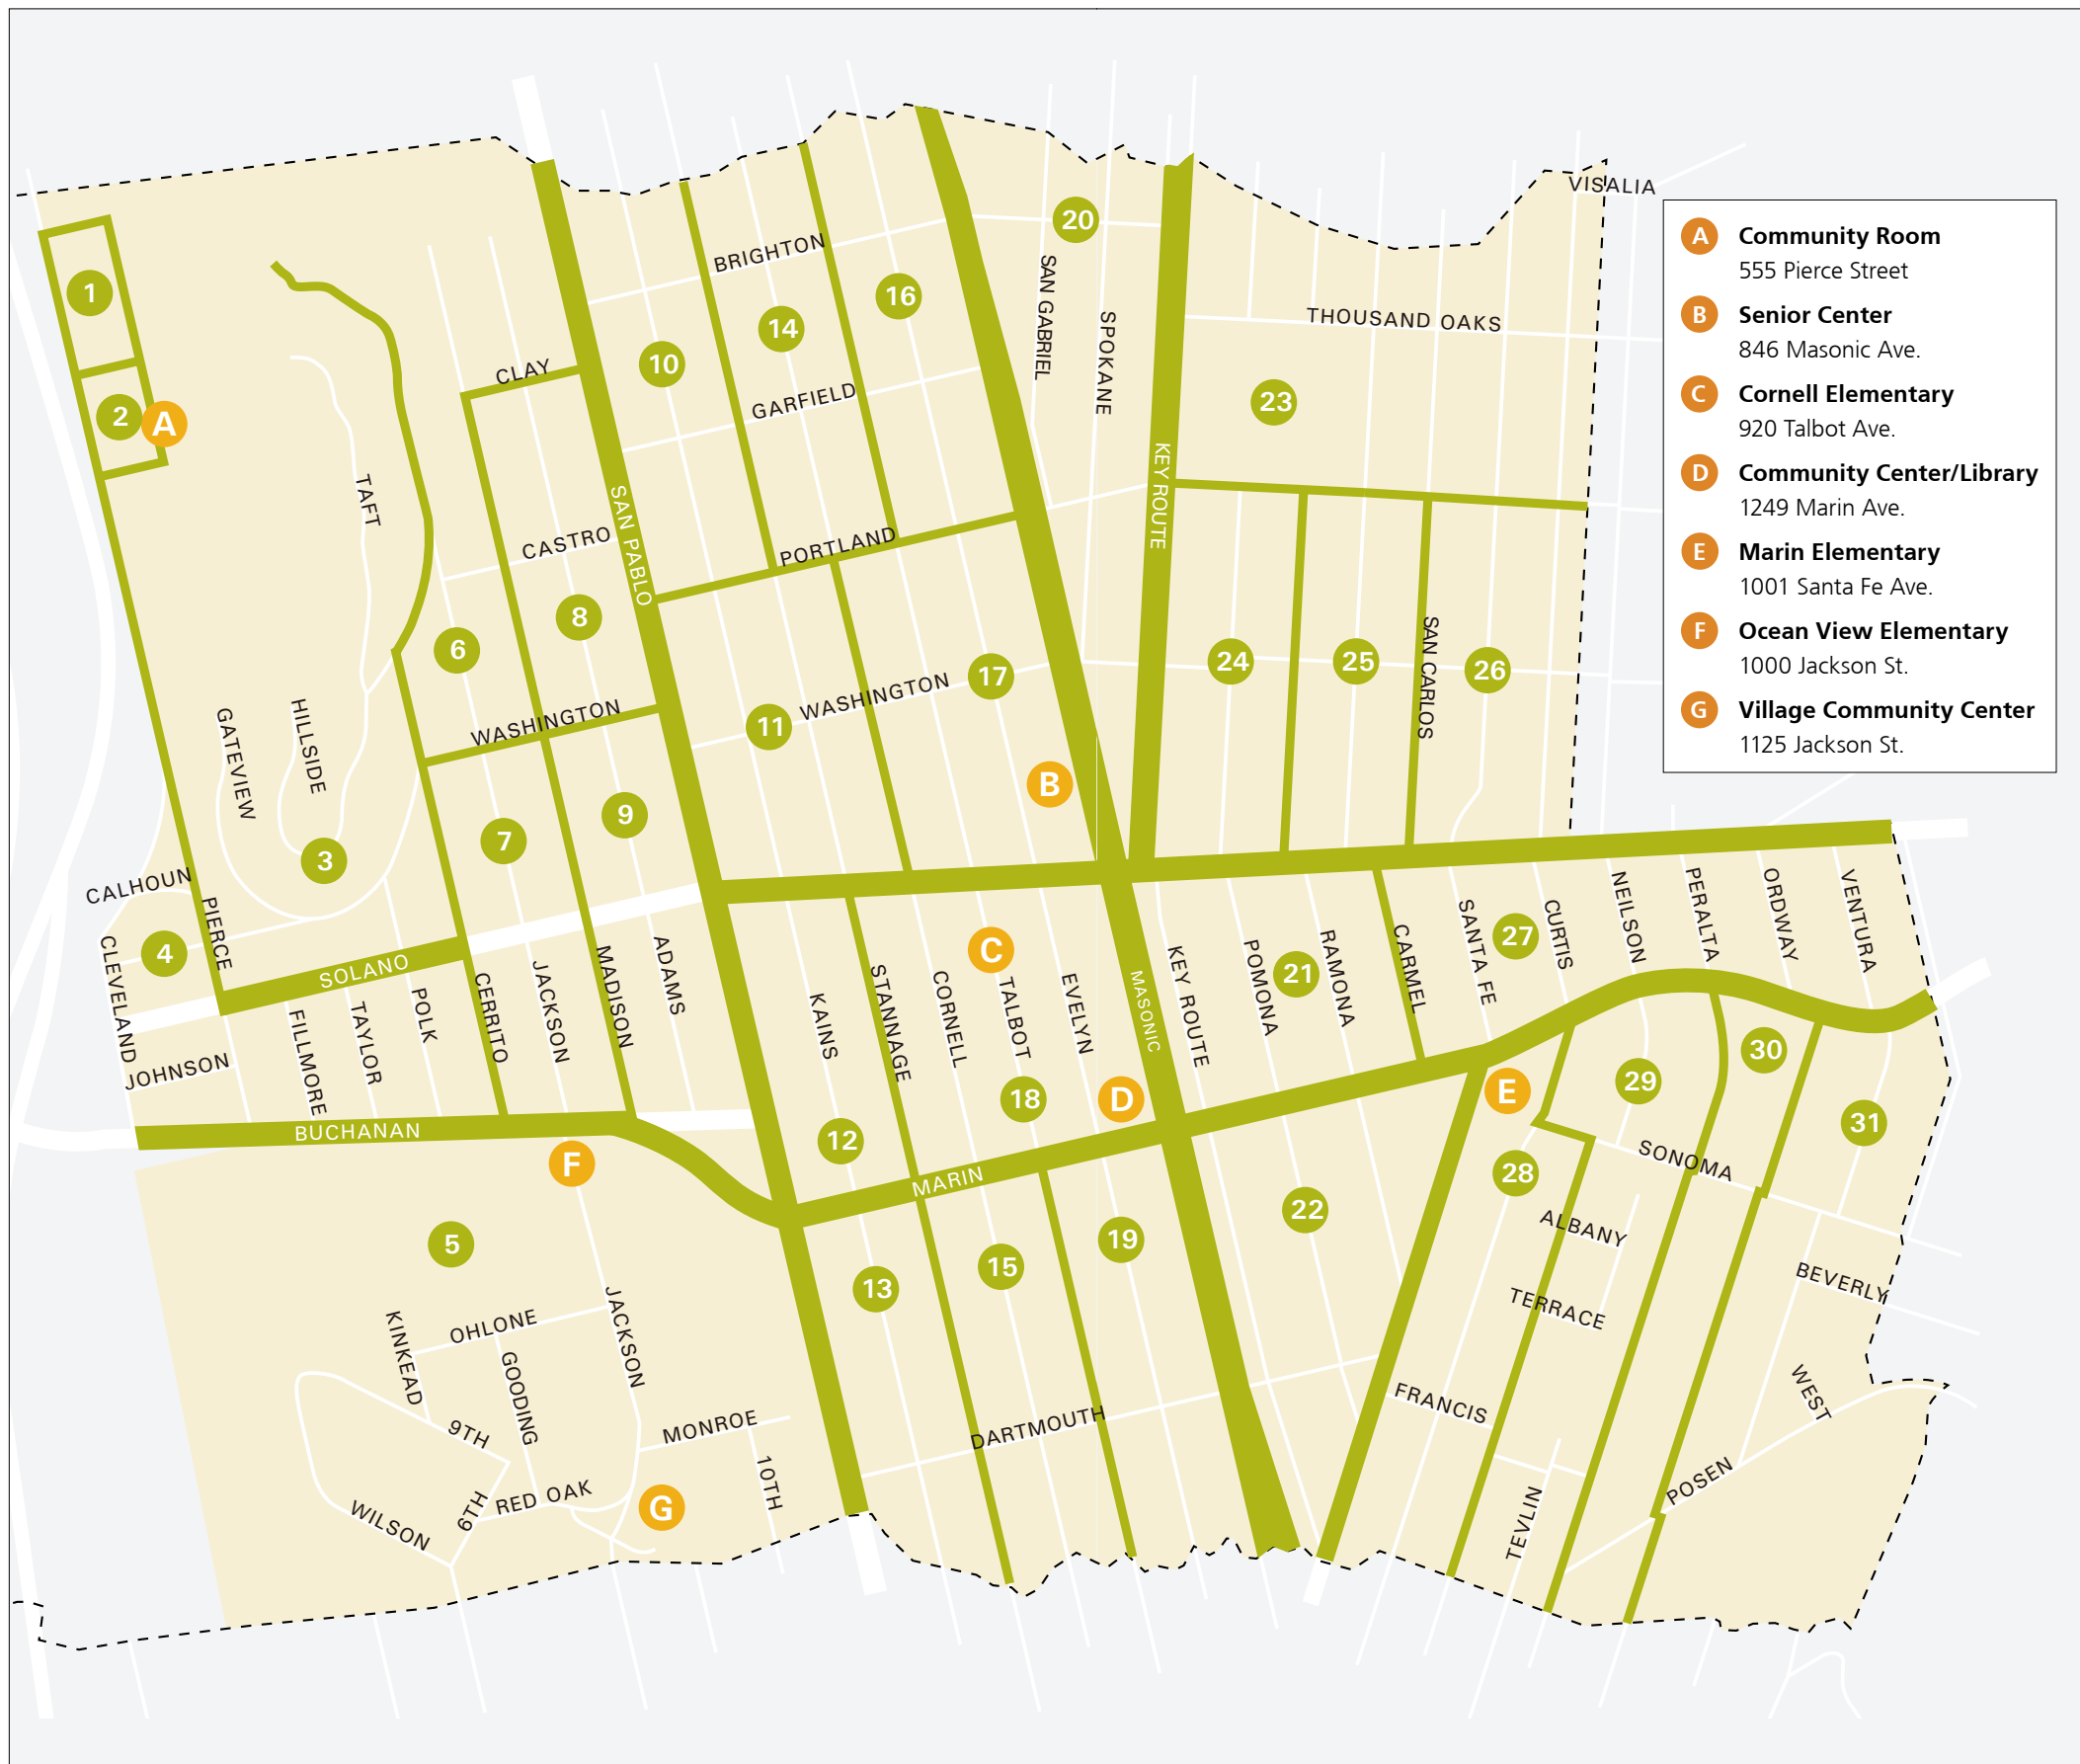 VISALIA
A Community Room
555 Pierce Street
B Senior Center
846 Masonic Ave.
C Cornell Elementary
920 Talbot Ave.
D Community Center/Library
1249 Marin Ave.
E Marin Elementary
1001 Santa Fe Ave.
F Ocean View Elementary
1000 Jackson St.
G Village Community Center
1125 Jackson St.
20
BRIGHTON
1
16
SAN GABRIEL
SPOKANE
THOUSAND OAKS
14
10
CLAY
GARFIELD
23
2
A
TAFT
KEY ROUTE
SAN PABLO
CASTRO
PORTLAND
8
6
17
24
25
SAN CARLOS
26
WASHINGTON
WASHINGTON
11
GATEVIEW
HILLSIDE
B
9
7
3
CALHOUN
PIERCE
4
CLEVELAND
SOLANO
CERRITO
JACKSON
MADISON
ADAMS
STANNAGE
CORNELL
C
TALBOT
EVELYN
MASONIC
KEY ROUTE
POMONA
21
RAMONA
CARMEL
SANTA FE
27
CURTIS
NEILSON
PERALTA
ORDWAY
VENTURA
KAINS
FILLMORE
TAYLOR
POLK
JOHNSON
30
29
E
18
D
31
BUCHANAN
12
F
MARIN
28
SONOMA
22
ALBANY
19
5
15
13
BEVERLY
TERRACE
KINKEAD
OHLONE
JACKSON
GOODING
FRANCIS
WEST
9TH
MONROE
DARTMOUTH
10TH
POSEN
RED OAK
6TH
G
WILSON
TEVLIN